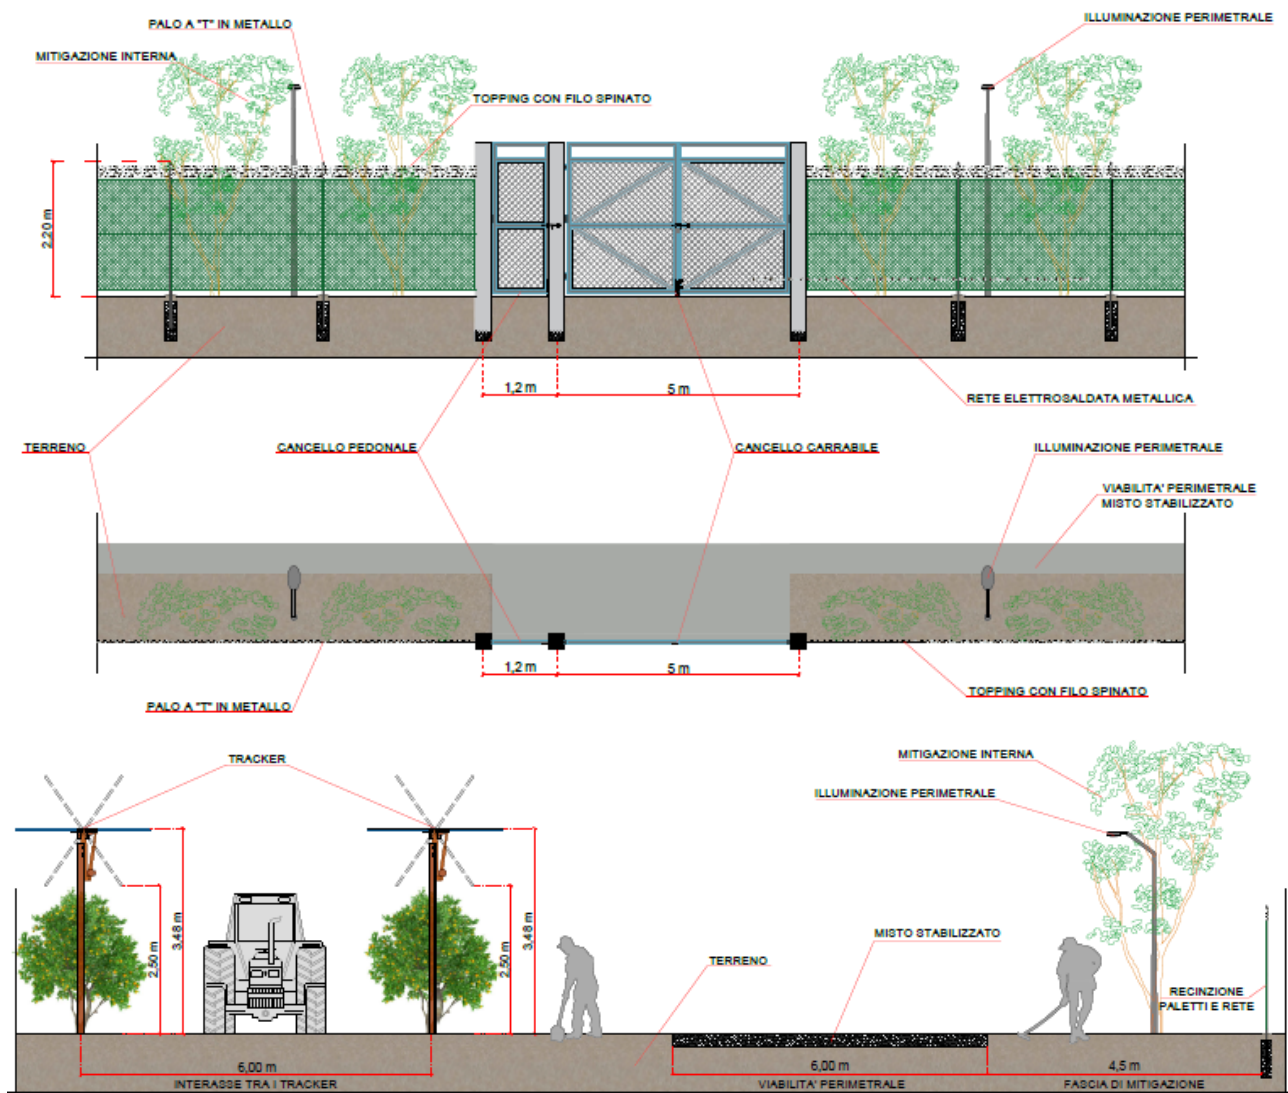 PALO A "T" IN METALLO
ILLUMINAZIONE PERIMETRALE
MITIGAZIONE INTERNA
TOPPING CON FILO SPINATO
2,20 m
1,2 m
5 m
RETE ELETTROSALDATA METALLICA
TERRENO
CANCELLO PEDONALE
CANCELLO CARRABILE
ILLUMINAZIONE PERIMETRALE
VIABILITA' PERIMETRALE
MISTO STABILIZZATO
1,2 m
5 m
TOPPING CON FILO SPINATO
PALO A "T" IN METALLO
TRACKER
MITIGAZIONE INTERNA
ILLUMINAZIONE PERIMETRALE
2,50 m
3,48 m
2,50 m
3,48 m
MISTO STABILIZZATO
TERRENO
RECINZIONE
PALETTI E RETE
6,00 m
INTERASSE TRA I TRACKER
6,00 m
VIABILITA' PERIMETRALE
4,5 m
FASCIA DI MITIGAZIONE